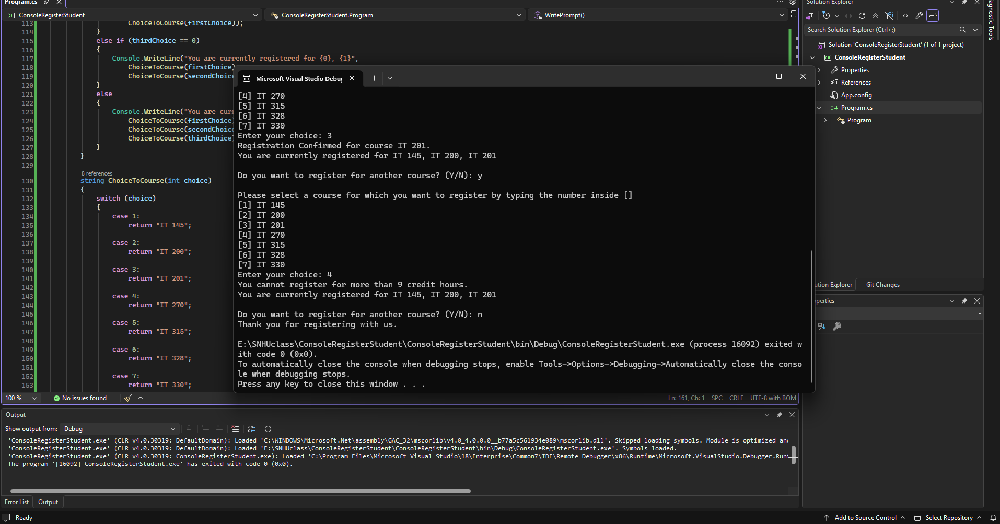 Program.cs
ConsoleRegisterStudent
ConsoleRegisterStudent.Program
WritePrompt()
113 ChoiceToCourse(firstChoice));
114 }
115 else if (thirdChoice == 0)
116 {
117 Console.WriteLine("You are currently registered for {0}, {1}",
118 ChoiceToCourse(firstChoice)
119 ChoiceToCourse(secondChoice
120 }
121 else
122 {
123 Console.WriteLine("You are cur
124 ChoiceToCourse(firstChoice
125 ChoiceToCourse(secondChoice
126 ChoiceToCourse(thirdChoice)
127 }
128 }
129
8 references
130 string ChoiceToCourse(int choice)
131 {
132 switch (choice)
133 {
134 case 1:
135 return "IT 145";
136
137 case 2:
138 return "IT 200";
139
140 case 3:
141 return "IT 201";
142
143 case 4:
144 return "IT 270";
145
146 case 5:
147 return "IT 315";
148
149 case 6:
150 return "IT 328";
151
152 case 7:
153 return "IT 330";
100 %
No issues found
Ln: 161, Ch: 1 SPC CRLF UTF-8 with BOM
Microsoft Visual Studio Debu
[4] IT 270
[5] IT 315
[6] IT 328
[7] IT 330
Enter your choice: 3
Registration Confirmed for course IT 201.
You are currently registered for IT 145, IT 200, IT 201
Do you want to register for another course? (Y/N): y
Please select a course for which you want to register by typing the number inside []
[1] IT 145
[2] IT 200
[3] IT 201
[4] IT 270
[5] IT 315
[6] IT 328
[7] IT 330
Enter your choice: 4
You cannot register for more than 9 credit hours.
You are currently registered for IT 145, IT 200, IT 201
Do you want to register for another course? (Y/N): n
Thank you for registering with us.
E:\SNHUclass\ConsoleRegisterStudent\ConsoleRegisterStudent\bin\Debug\ConsoleRegisterStudent.exe (process 16092) exited w
ith code 0 (0x0).
To automatically close the console when debugging stops, enable Tools->Options->Debugging->Automatically close the conso
le when debugging stops.
Press any key to close this window . . .
Solution Explorer
Search Solution Explorer (Ctrl+;)
Solution 'ConsoleRegisterStudent' (1 of 1 project)
C# ConsoleRegisterStudent
Properties
References
App.config
C# Program.cs
Program
ution Explorer
Git Changes
perties
agnostic Tools
Output
Show output from: Debug
'ConsoleRegisterStudent.exe' (CLR v4.0.30319: DefaultDomain): Loaded 'C:\WINDOWS\Microsoft.Net\assembly\GAC_32\mscorlib\v4.0_4.0.0.0__b77a5c561934e089\mscorlib.dll'. Skipped loading symbols. Module is optimized and
'ConsoleRegisterStudent.exe' (CLR v4.0.30319: DefaultDomain): Loaded 'E:\SNHUclass\ConsoleRegisterStudent\ConsoleRegisterStudent\bin\Debug\ConsoleRegisterStudent.exe'. Symbols loaded.
'ConsoleRegisterStudent.exe' (CLR v4.0.30319: ConsoleRegisterStudent.exe): Loaded 'C:\Program Files\Microsoft Visual Studio\18\Enterprise\Common7\IDE\Remote Debugger\x86\Runtime\Microsoft.VisualStudio.Debugger.Runt
The program '[16092] ConsoleRegisterStudent.exe' has exited with code 0 (0x0).
Error List
Output
Ready
Add to Source Control
Select Repository